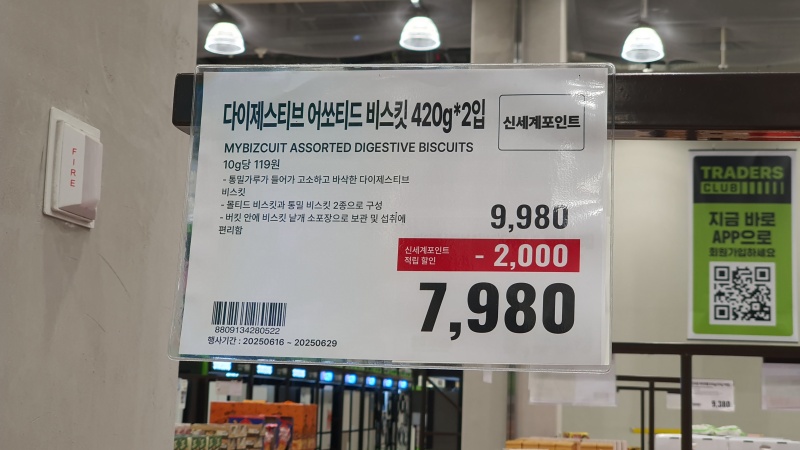 다이제스티브 어쏘티드 비스킷 420g*2입
신세계포인트
MYBIZCUIT ASSORTED DIGESTIVE BISCUITS
10g당 119원
- 통밀가루가 들어가 고소하고 바삭한 다이제스티브
비스킷
- 몰티드 비스킷과 통밀 비스킷 2종으로 구성
- 버킷 안에 비스킷 낱개 소포장으로 보관 및 섭취에
편리함
9,980
신세계포인트
적립 할인
- 2,000
7,980
8809134280522
행사기간 : 20250616 ~ 20250629
FIRE
TRADERS
CLUB
지금 바로
APP으로
회원가입하세요
9,380